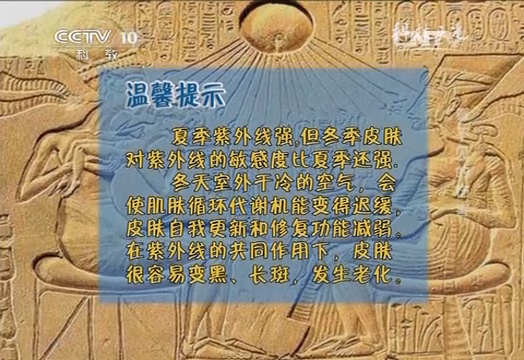 CCTV 10
科教
温馨提示
夏季紫外线强,但冬季皮肤
对紫外线的敏感度比夏季还强.
冬天室外干冷的空气，会
使肌肤循环代谢机能变得迟缓，
皮肤自我更新和修复功能减弱。
在紫外线的共同作用下，皮肤
很容易变黑、长斑，发生老化。